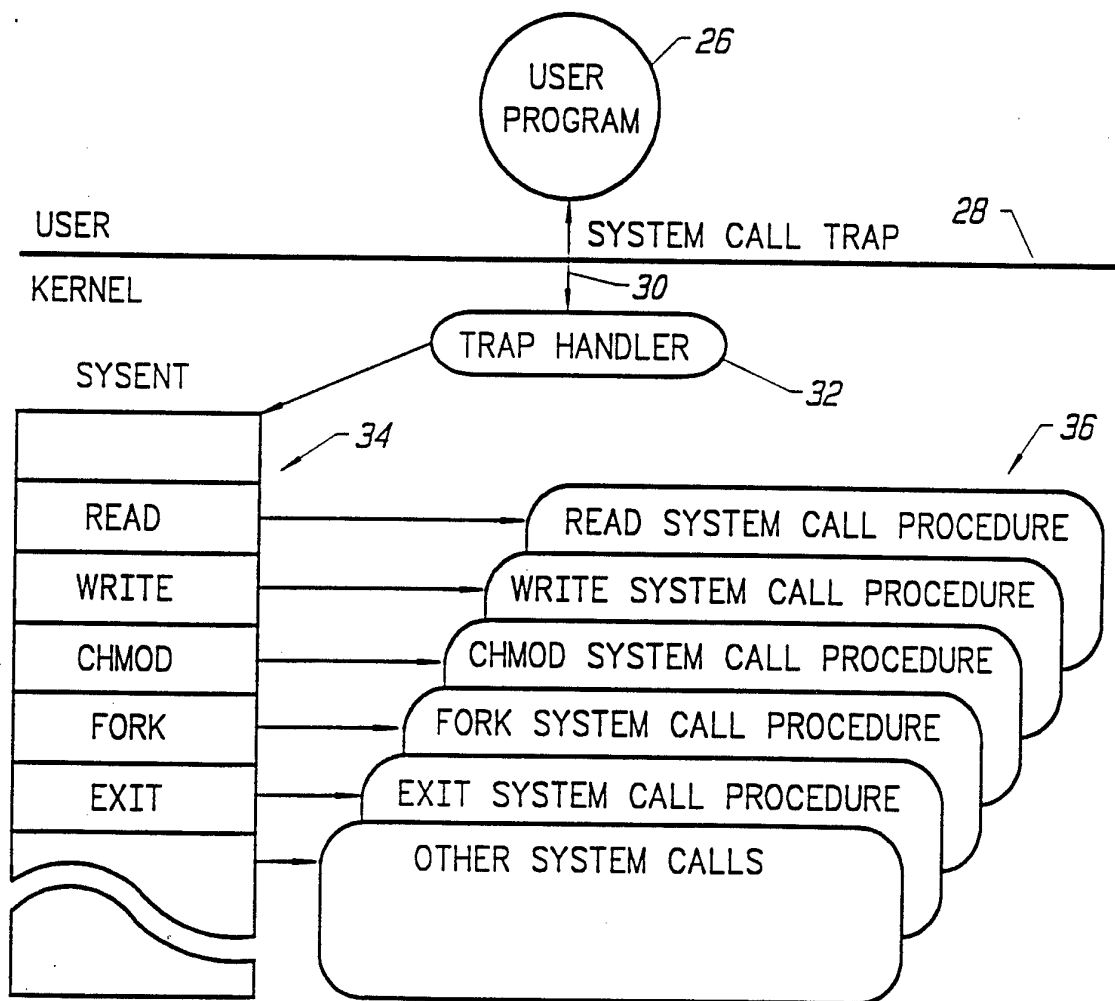 26
USER
PROGRAM
28
USER
SYSTEM CALL TRAP
KERNEL
30
TRAP HANDLER
32
SYSENT
34
36
READ
READ SYSTEM CALL PROCEDURE
WRITE
WRITE SYSTEM CALL PROCEDURE
CHMOD
CHMOD SYSTEM CALL PROCEDURE
FORK
FORK SYSTEM CALL PROCEDURE
EXIT
EXIT SYSTEM CALL PROCEDURE
OTHER SYSTEM CALLS